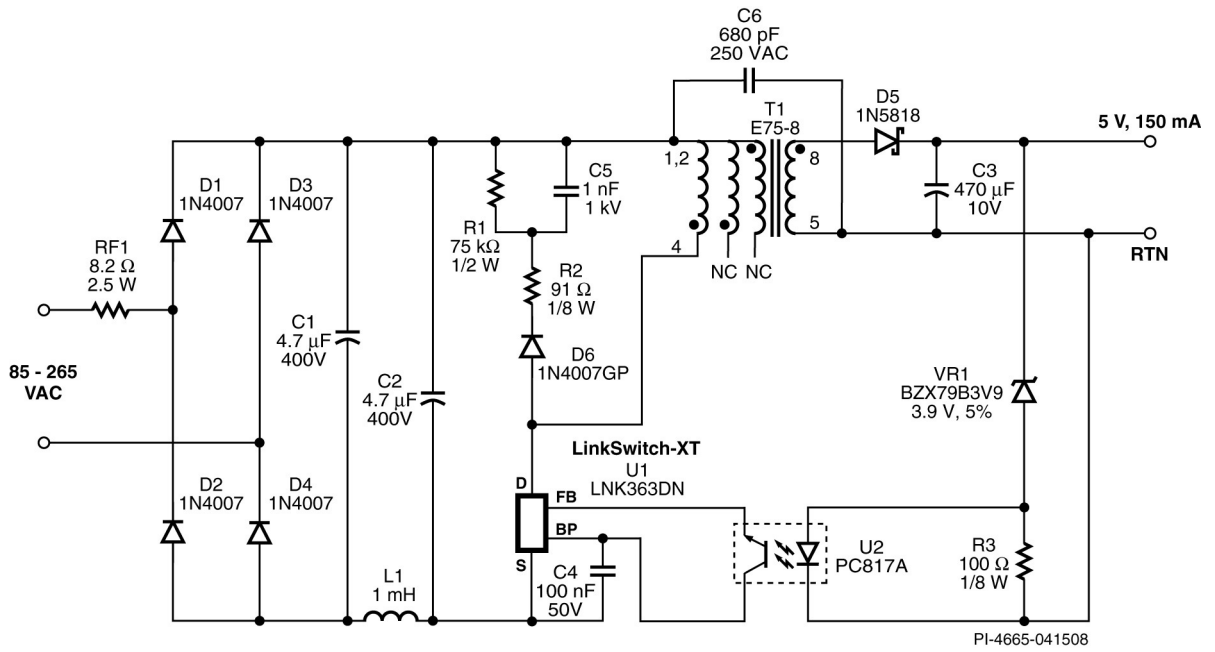 C6
680 pF
250 VAC
T1
E75-8
D5
1N5818
5 V, 150 mA
1,2
8
C5
1 nF
1 kV
C3
470 μF
10V
D1
1N4007
D3
1N4007
R1
75 kΩ
1/2 W
5
4
NC NC
RTN
RF1
8.2 Ω
2.5 W
R2
91 Ω
1/8 W
C1
4.7 μF
400V
D6
1N4007GP
85 - 265
VAC
C2
4.7 μF
400V
VR1
BZX79B3V9
3.9 V, 5%
LinkSwitch-XT
U1
LNK363DN
D2
1N4007
D4
1N4007
D
FB
BP
S
U2
PC817A
R3
100 Ω
1/8 W
C4
100 nF
50V
L1
1 mH
PI-4665-041508